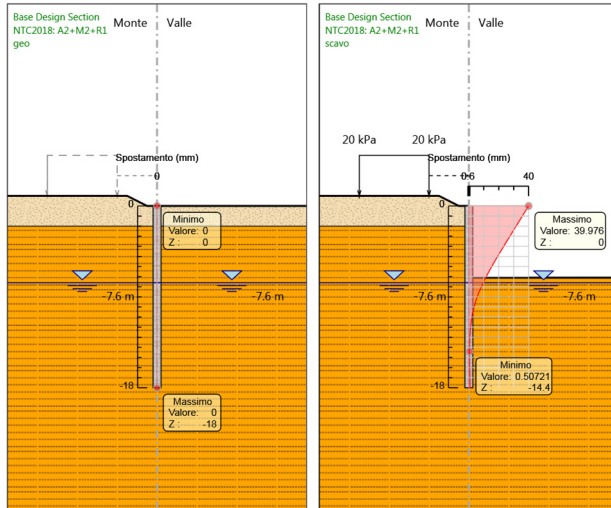 Base Design Section
NTC2018: A2+M2+R1
geo
Monte
Valle
Spostamento (mm)
0
0
Minimo
Valore: 0
Z : 0
-7.6 m
-7.6 m
-18
Massimo
Valore: 0
Z : -18
Base Design Section
NTC2018: A2+M2+R1
scavo
Monte
Valle
20 kPa
20 kPa
Spostamento (mm)
40
0
Massimo
Valore: 39.976
Z : 0
-7.6 m
-7.6 m
Minimo
Valore: 0.50721
Z : -14.4
-18